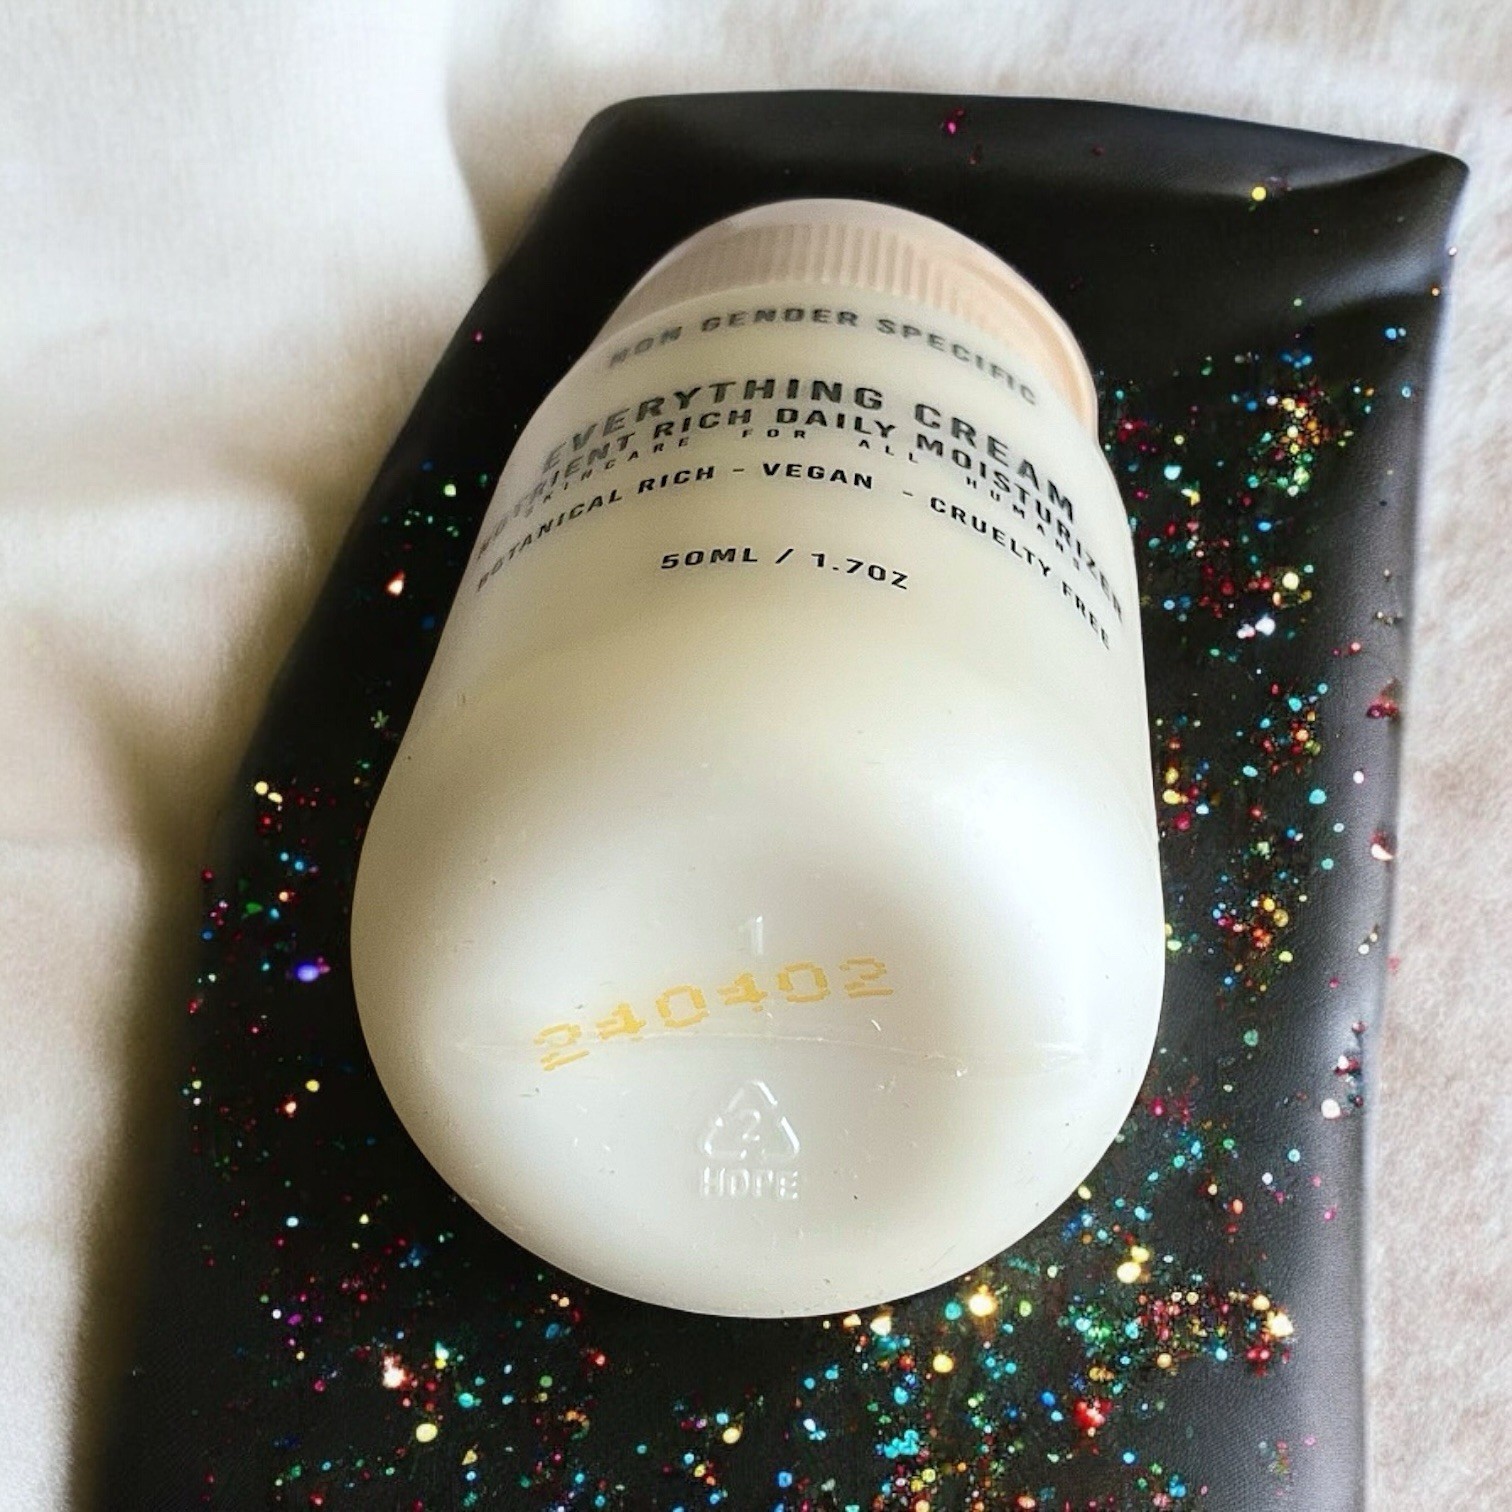 NON GENDER SPECIFIC
EVERYTHING CREAM
NUTRIENT RICH DAILY MOISTURIZER
SKINCARE FOR ALL HUMANS
BOTANICAL RICH - VEGAN - CRUELTY FREE
50ML / 1.7OZ
1
240402
2
HDPE